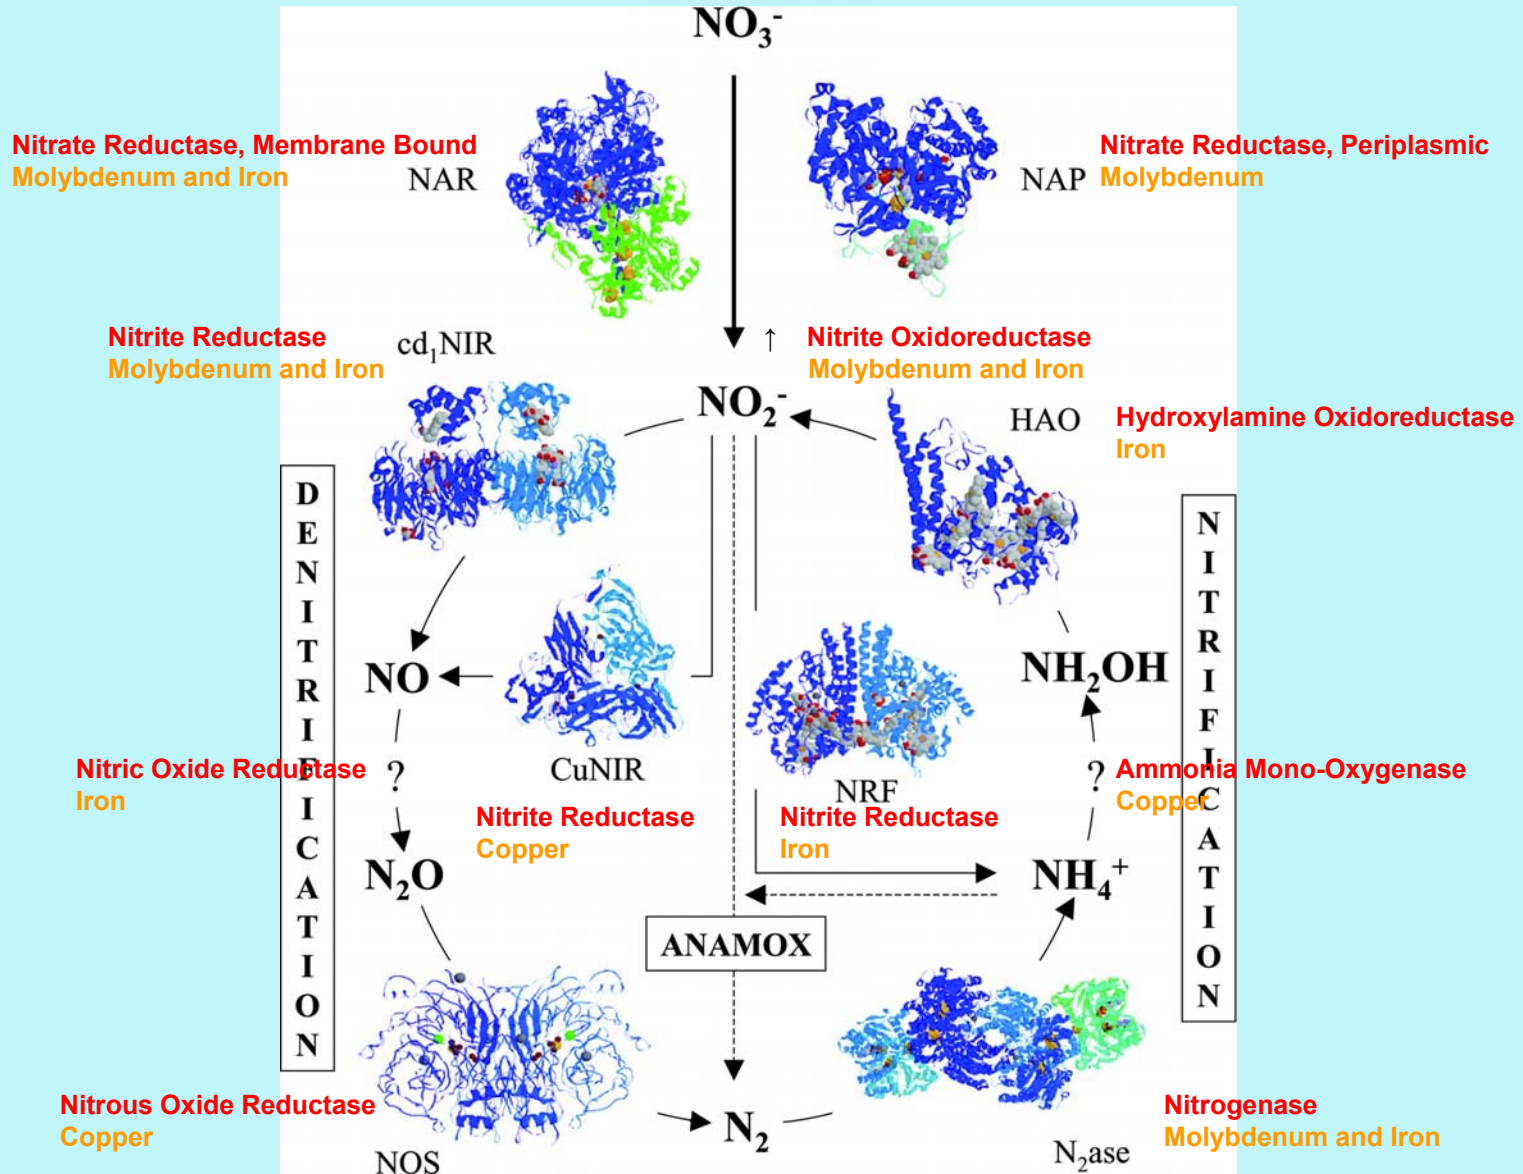 NO₃⁻
Nitrate Reductase, Membrane Bound
Molybdenum and Iron
NAR
NAP
Nitrate Reductase, Periplasmic
Molybdenum
Nitrite Reductase
Molybdenum and Iron
cd₁NIR
↑ Nitrite Oxidoreductase
Molybdenum and Iron
NO₂⁻
HAO
Hydroxylamine Oxidoreductase
Iron
DENITRIFICATION
NITRIFICATION
NO
NH₂OH
CuNIR
NRF
Nitric Oxide Reductase
Iron
?
?
Ammonia Mono-Oxygenase
Copper
Nitrite Reductase
Copper
Nitrite Reductase
Iron
N₂O
NH₄⁺
ANAMOX
Nitrous Oxide Reductase
Copper
NOS
N₂
N₂ase
Nitrogenase
Molybdenum and Iron